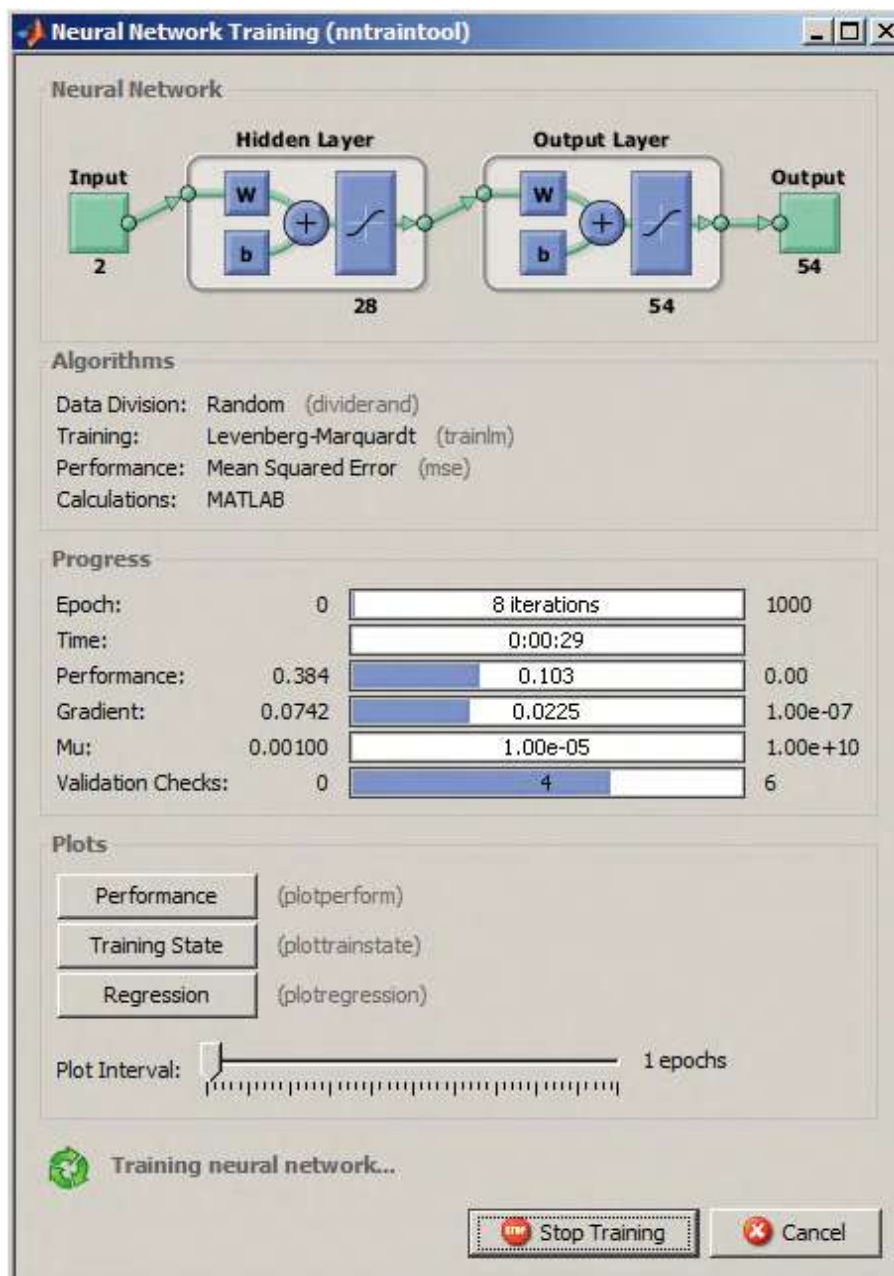 Neural Network Training (nntraintool)
Neural Network
Hidden Layer Output Layer
Input Output
W W
+ +
b b
2 54
28 54
Algorithms
Data Division: Random (dividerand)
Training: Levenberg-Marquardt (trainlm)
Performance: Mean Squared Error (mse)
Calculations: MATLAB
Progress
Epoch: 0 8 iterations 1000
Time: 0:00:29
Performance: 0.384 0.103 0.00
Gradient: 0.0742 0.0225 1.00e-07
Mu: 0.00100 1.00e-05 1.00e+10
Validation Checks: 0 4 6
Plots
Performance (plotperform)
Training State (plottrainstate)
Regression (plotregression)
Plot Interval: 1 epochs
Training neural network...
STOP Stop Training Cancel